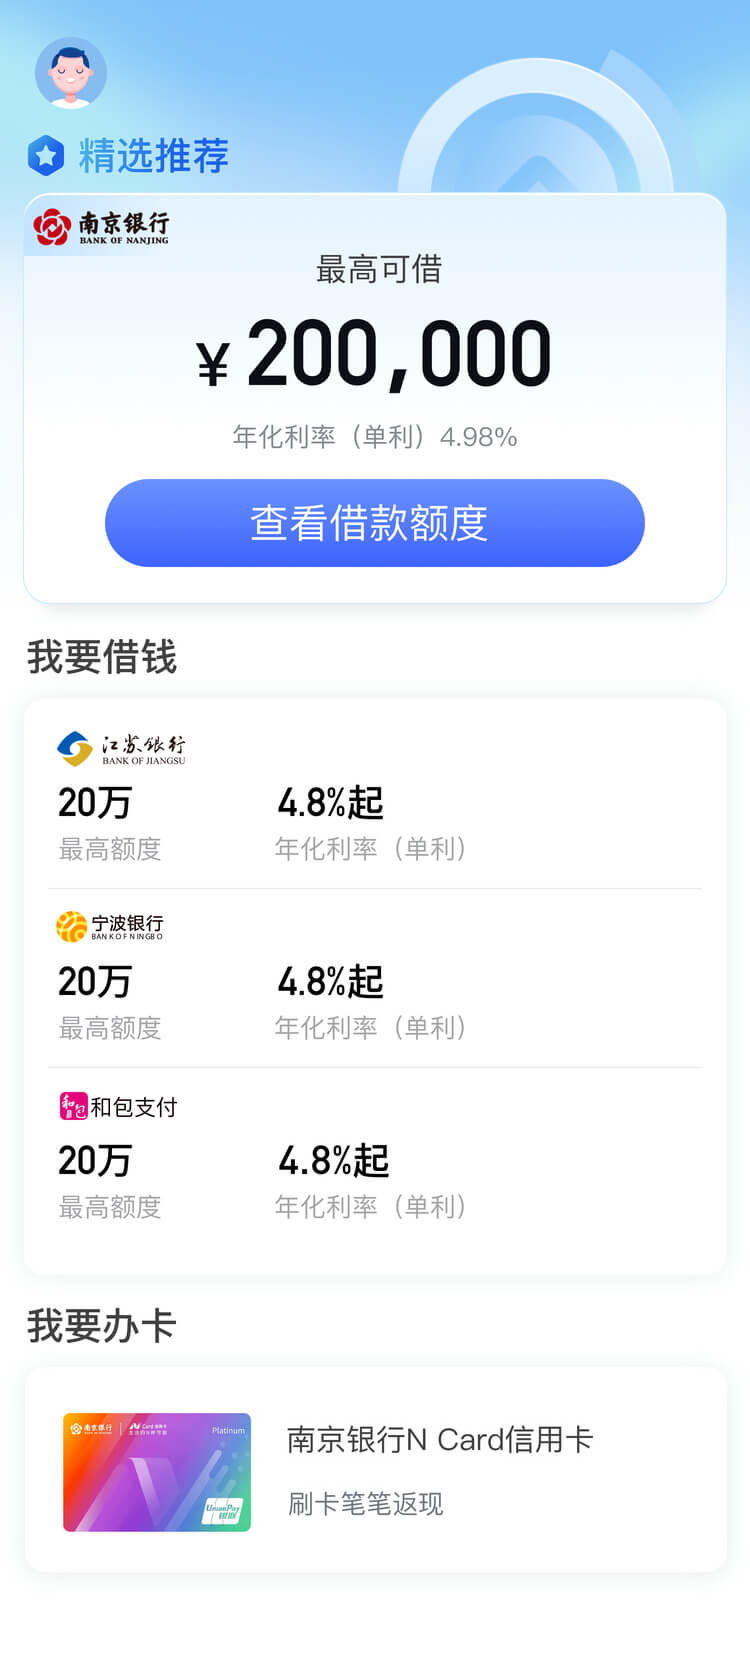 精选推荐
南京银行
BANK OF NANJING
最高可借
¥200,000
年化利率（单利）4.98%
查看借款额度
我要借钱
江苏银行
BANK OF JIANGSU
20万 4.8%起
最高额度 年化利率（单利）
宁波银行
BANK OF NINGBO
20万 4.8%起
最高额度 年化利率（单利）
和包支付
20万 4.8%起
最高额度 年化利率（单利）
我要办卡
南京银行
Platinum
UnionPay
银联
南京银行N Card信用卡
刷卡笔笔返现